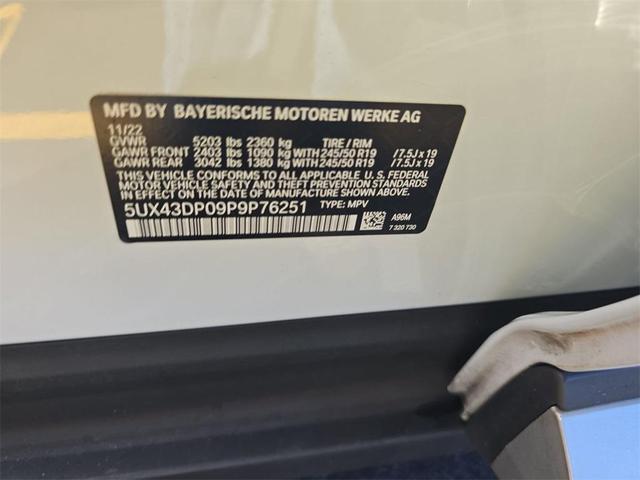 MFD BY BAYERISCHE MOTOREN WERKE AG
11/22
GVWR 5203 lbs 2360 kg TIRE / RIM
GAWR FRONT 2403 lbs 1090 kg WITH 245/50 R19 / 7.5J x 19
GAWR REAR 3042 lbs 1380 kg WITH 245/50 R19 / 7.5J x 19
THIS VEHICLE CONFORMS TO ALL APPLICABLE U. S. FEDERAL
MOTOR VEHICLE SAFETY, BUMPER, AND THEFT PREVENTION STANDARDS
IN EFFECT ON THE DATE OF MANUFACTURE SHOWN ABOVE.
5UX43DP09P9P76251 TYPE: MPV
A96M
7 320 730